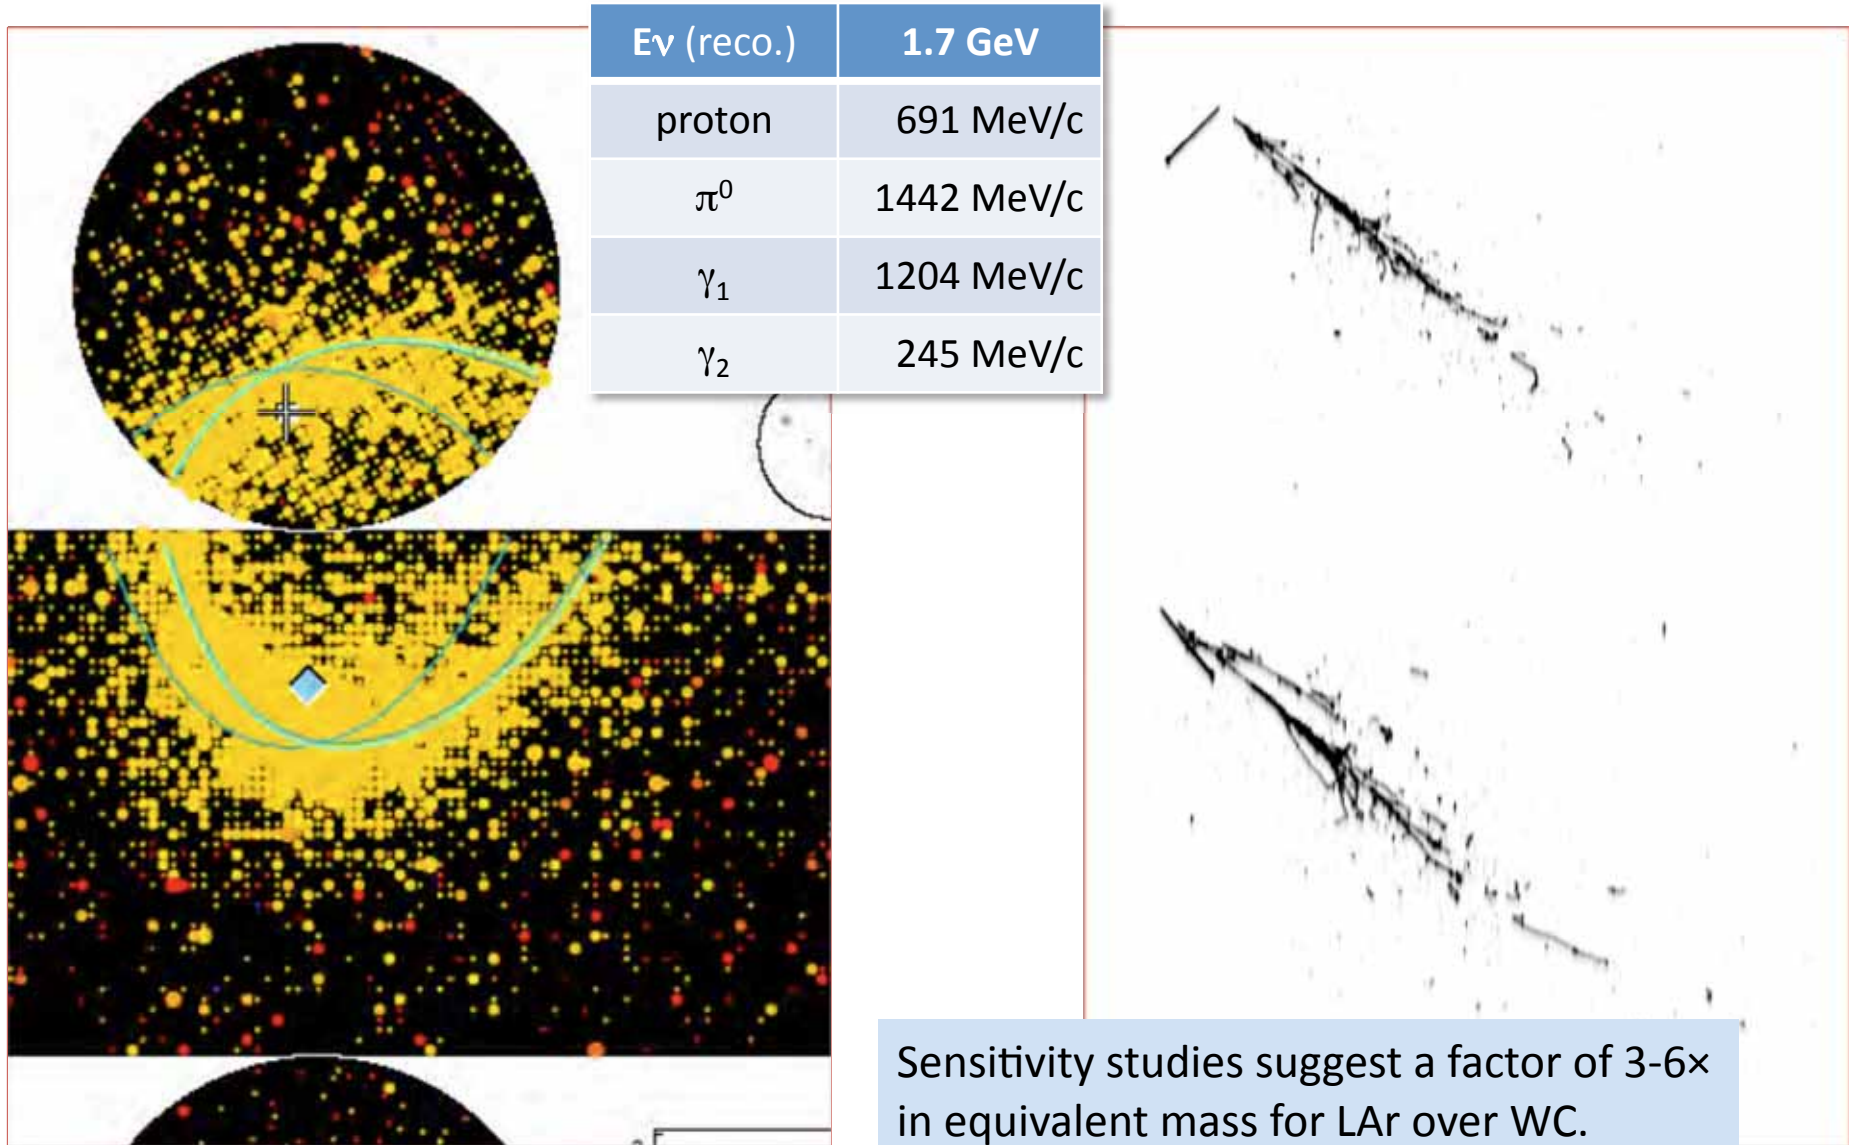 Eν (reco.) 1.7 GeV
proton 691 MeV/c
π⁰ 1442 MeV/c
γ₁ 1204 MeV/c
γ₂ 245 MeV/c
Sensitivity studies suggest a factor of 3-6×
in equivalent mass for LAr over WC.